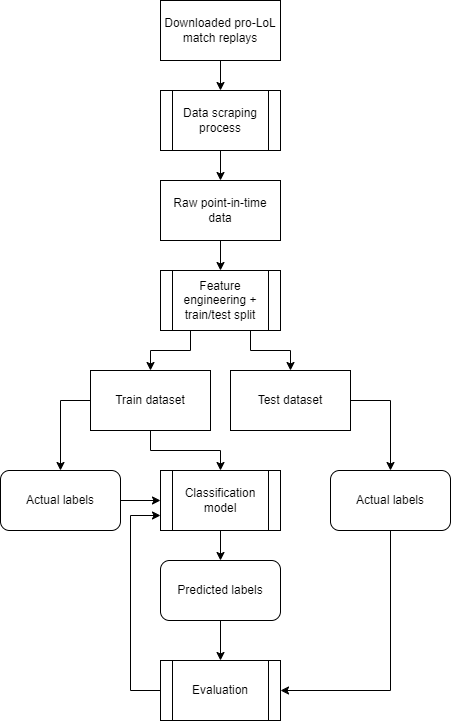 Downloaded pro-LoL
match replays
Data scraping
process
Raw point-in-time
data
Feature
engineering +
train/test split
Train dataset
Test dataset
Actual labels
Classification
model
Actual labels
Predicted labels
Evaluation